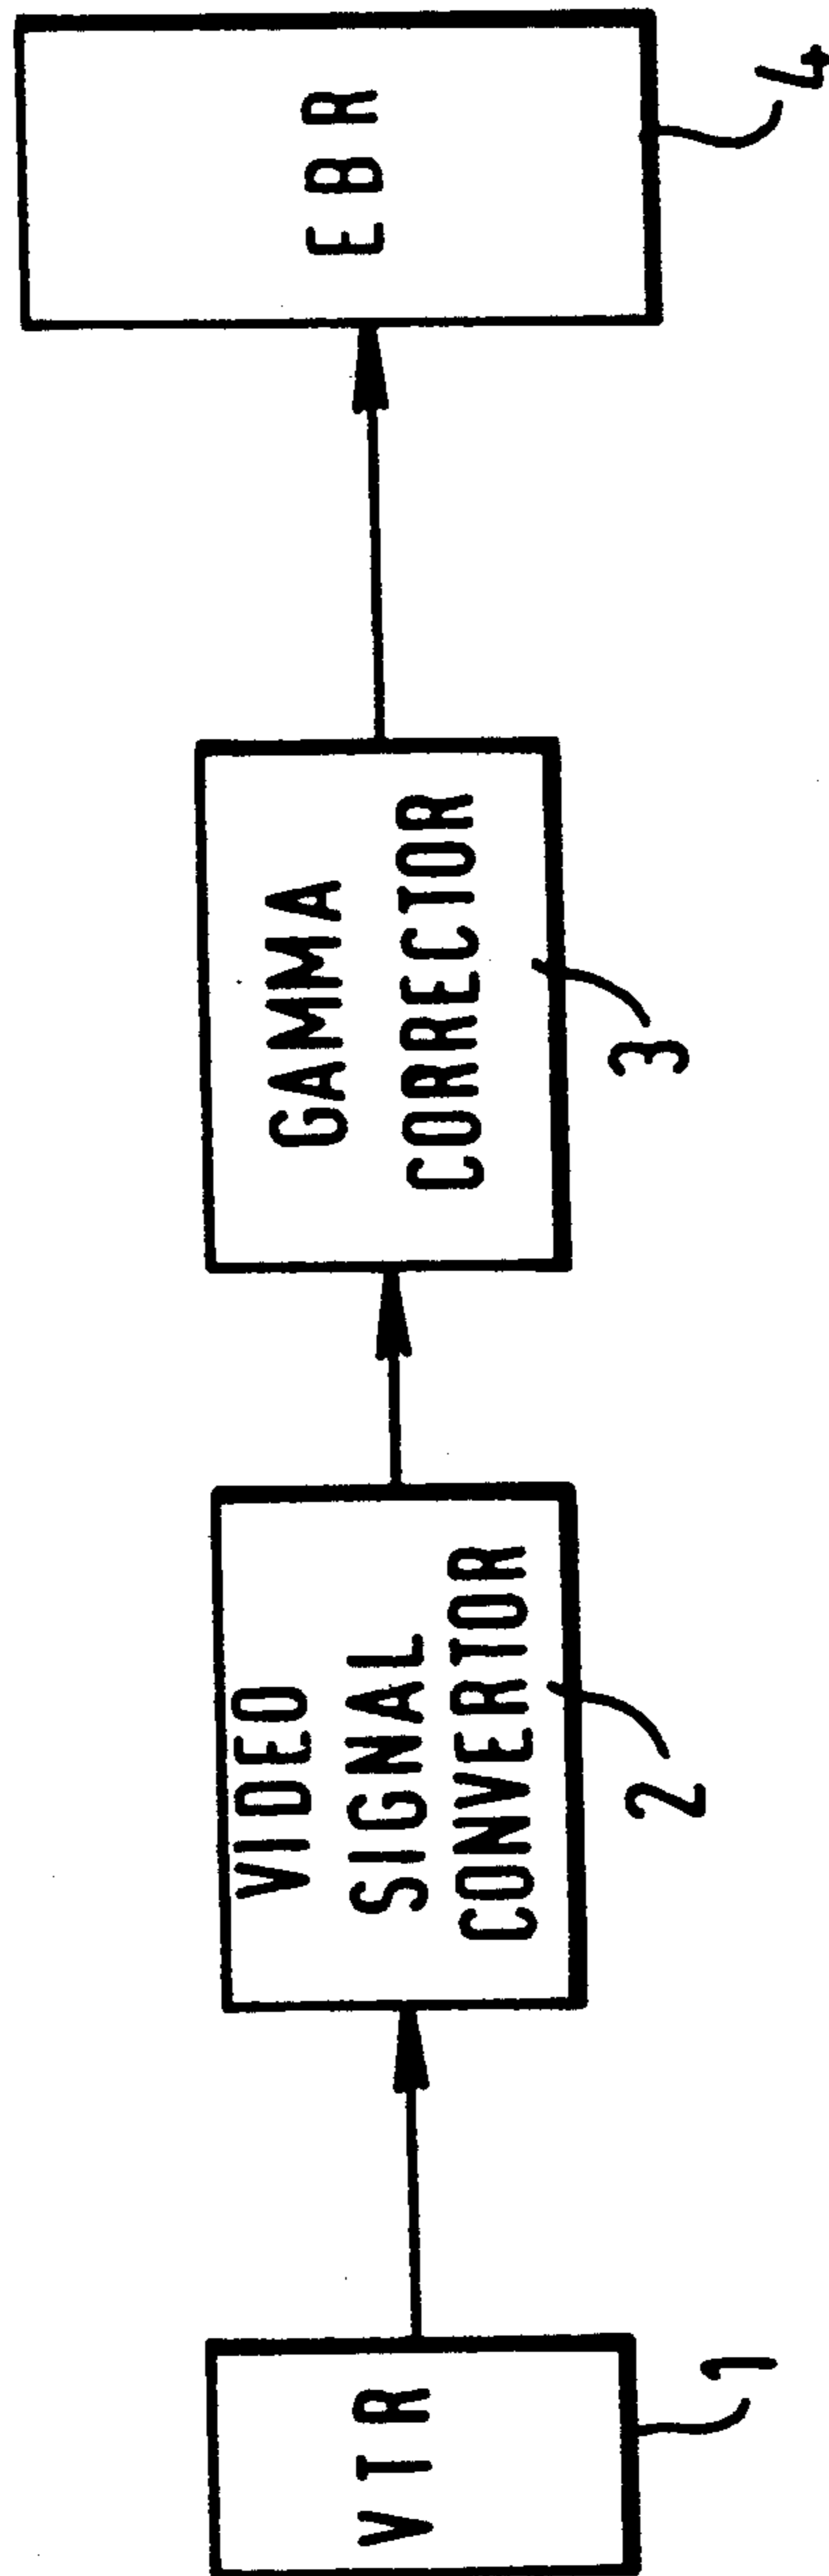 VTR
1
VIDEO
SIGNAL
CONVERTOR
2
GAMMA
CORRECTOR
3
EBR
4